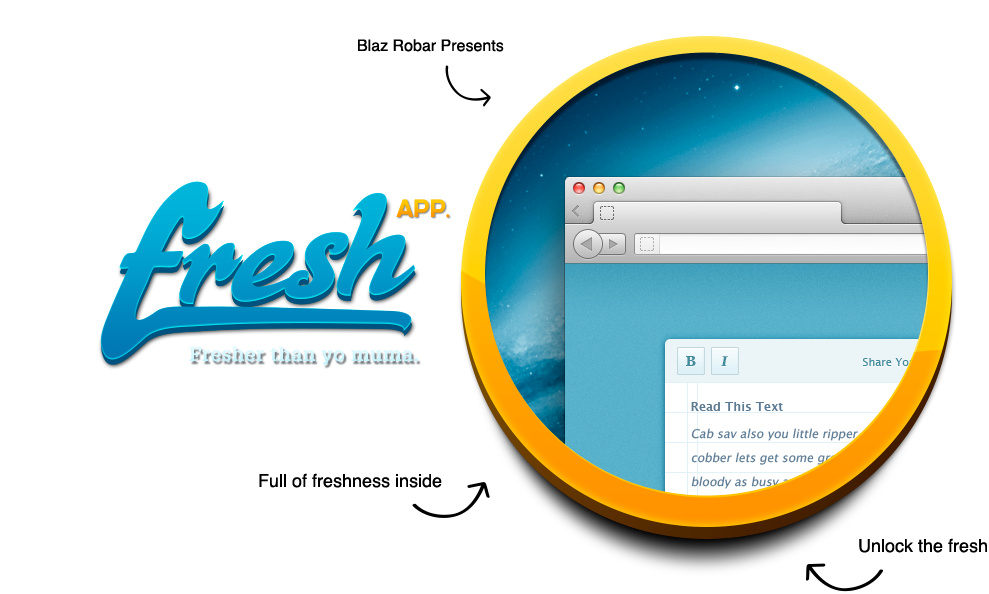 Blaz Robar Presents
fresh
APP.
Fresher than yo muma.
B I
Share Yo
Read This Text
Cab sav also you little ripper
cobber lets get some gr
bloody as busy
Full of freshness inside
Unlock the fresh